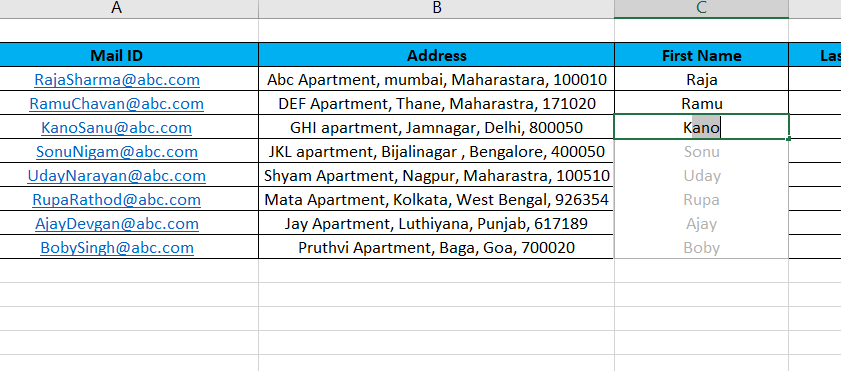 A B C
Mail ID Address First Name Las
RajaSharma@abc.com Abc Apartment, mumbai, Maharastara, 100010 Raja
RamuChavan@abc.com DEF Apartment, Thane, Maharastra, 171020 Ramu
KanoSanu@abc.com GHI apartment, Jamnagar, Delhi, 800050 Kano
SonuNigam@abc.com JKL apartment, Bijalinagar , Bengalore, 400050 Sonu
UdayNarayan@abc.com Shyam Apartment, Nagpur, Maharastra, 100510 Uday
RupaRathod@abc.com Mata Apartment, Kolkata, West Bengal, 926354 Rupa
AjayDevgan@abc.com Jay Apartment, Luthiyana, Punjab, 617189 Ajay
BobySingh@abc.com Pruthvi Apartment, Baga, Goa, 700020 Boby